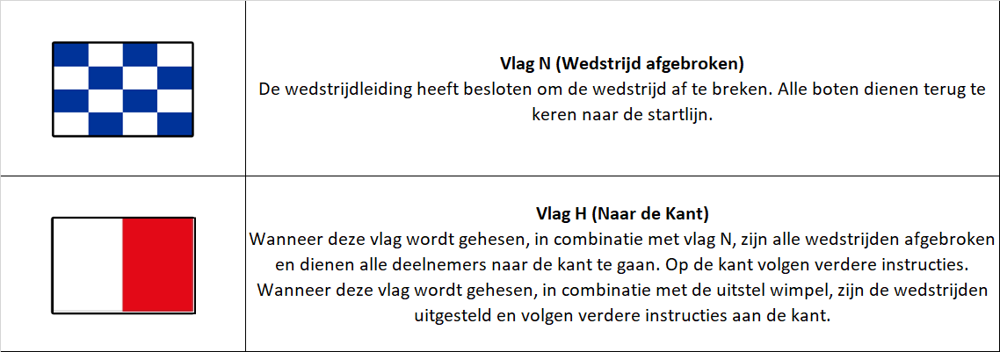 Vlag N (Wedstrijd afgebroken)
De wedstrijdleiding heeft besloten om de wedstrijd af te breken. Alle boten dienen terug te
keren naar de startlijn.
Vlag H (Naar de Kant)
Wanneer deze vlag wordt gehesen, in combinatie met vlag N, zijn alle wedstrijden afgebroken
en dienen alle deelnemers naar de kant te gaan. Op de kant volgen verdere instructies.
Wanneer deze vlag wordt gehesen, in combinatie met de uitstel wimpel, zijn de wedstrijden
uitgesteld en volgen verdere instructies aan de kant.